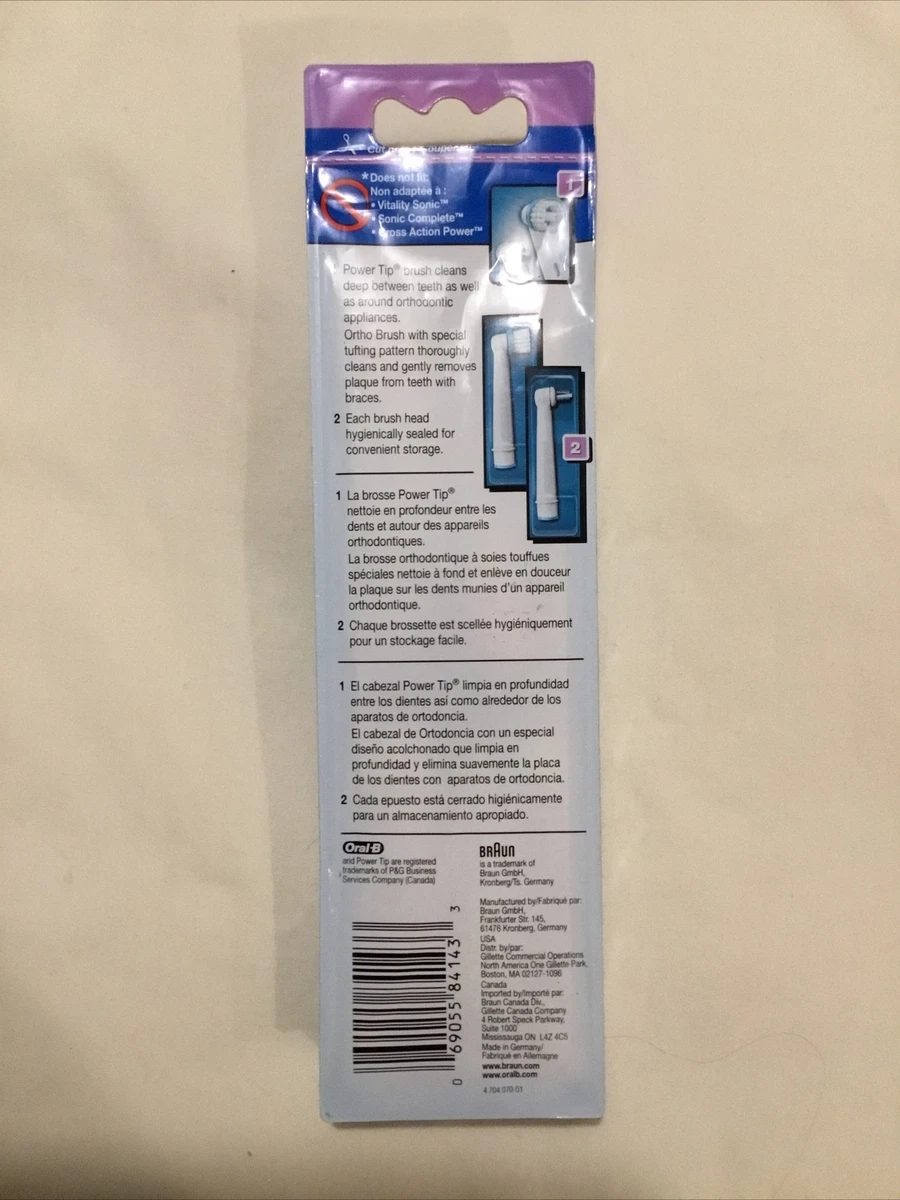 Cut
* Does not fit:
Non adaptée à :
• Vitality Sonic™
• Sonic Complete™
• Cross Action Power™
1
Power Tip® brush cleans
deep between teeth as well
as around orthodontic
appliances.
Ortho Brush with special
tufting pattern thoroughly
cleans and gently removes
plaque from teeth with
braces.
2 Each brush head
hygienically sealed for
convenient storage.
2
1 La brosse Power Tip®
nettoie en profondeur entre les
dents et autour des appareils
orthodontiques.
La brosse orthodontique à soies touffues
spéciales nettoie à fond et enlève en douceur
la plaque sur les dents munies d'un appareil
orthodontique.
2 Chaque brossette est scellée hygiéniquement
pour un stockage facile.
1 El cabezal Power Tip® limpia en profundidad
entre los dientes así como alrededor de los
aparatos de ortodoncia.
El cabezal de Ortodoncia con un especial
diseño acolchonado que limpia en
profundidad y elimina suavemente la placa
de los dientes con aparatos de ortodoncia.
2 Cada epuesto está cerrado higiénicamente
para un almacenamiento apropiado.
Oral-B
and Power Tip are registered
trademarks of P&G Business
Services Company (Canada)
BRAUN
is a trademark of
Braun GmbH,
Kronberg/Ts. Germany
Manufactured by/Fabriqué par:
Braun GmbH,
Frankfurter Str. 145,
61476 Kronberg, Germany
USA
Distr. by/par:
Gillette Commercial Operations
North America One Gillette Park,
Boston, MA 02127-1096
Canada
Imported by/Importé par:
Braun Canada Div.,
Gillette Canada Company
4 Robert Speck Parkway,
Suite 1000
Mississauga ON L4Z 4C5
Made in Germany/
Fabriqué en Allemagne
www.braun.com
www.oralb.com
4 704 070-01
0 69055 84143 3